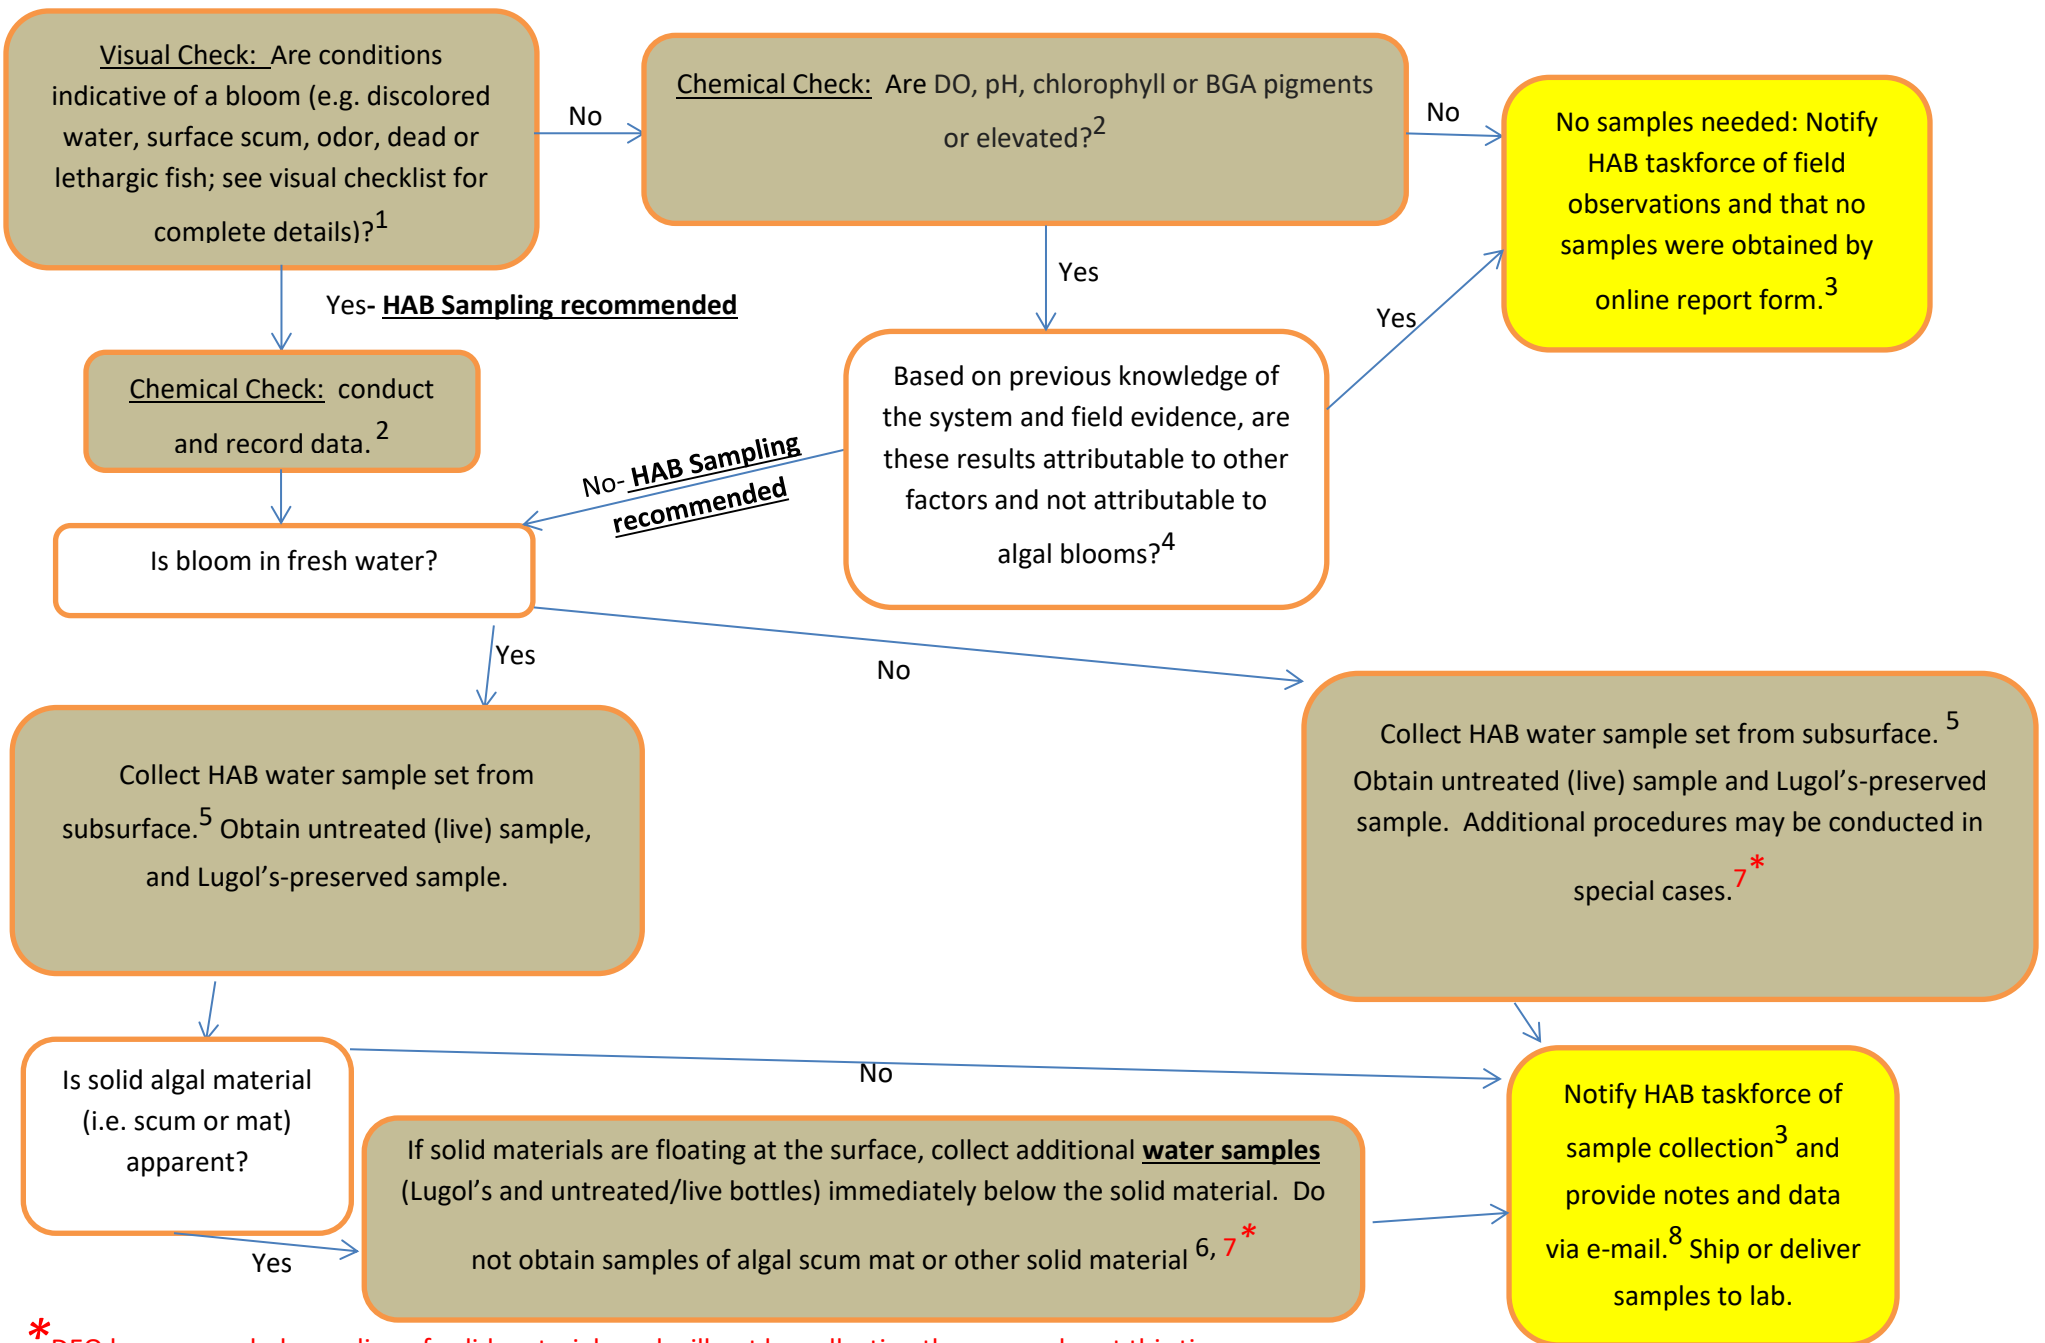 Visual Check: Are conditions
indicative of a bloom (e.g. discolored
water, surface scum, odor, dead or
lethargic fish; see visual checklist for
complete details)?1
No
Chemical Check: Are DO, pH, chlorophyll or BGA pigments
or elevated?2
No
No samples needed: Notify
HAB taskforce of field
observations and that no
samples were obtained by
online report form.3
Yes- HAB Sampling recommended
Yes
Yes
Chemical Check: conduct
and record data. 2
Based on previous knowledge of
the system and field evidence, are
these results attributable to other
factors and not attributable to
algal blooms?4
No- HAB Sampling
recommended
Is bloom in fresh water?
Yes
No
Collect HAB water sample set from
subsurface.5 Obtain untreated (live) sample,
and Lugol's-preserved sample.
Collect HAB water sample set from subsurface. 5
Obtain untreated (live) sample and Lugol's-preserved
sample. Additional procedures may be conducted in
special cases.7*
Is solid algal material
(i.e. scum or mat)
apparent?
No
Yes
If solid materials are floating at the surface, collect additional water samples
(Lugol's and untreated/live bottles) immediately below the solid material. Do
not obtain samples of algal scum mat or other solid material 6, 7*
Notify HAB taskforce of
sample collection3 and
provide notes and data
via e-mail.8 Ship or deliver
samples to lab.
*